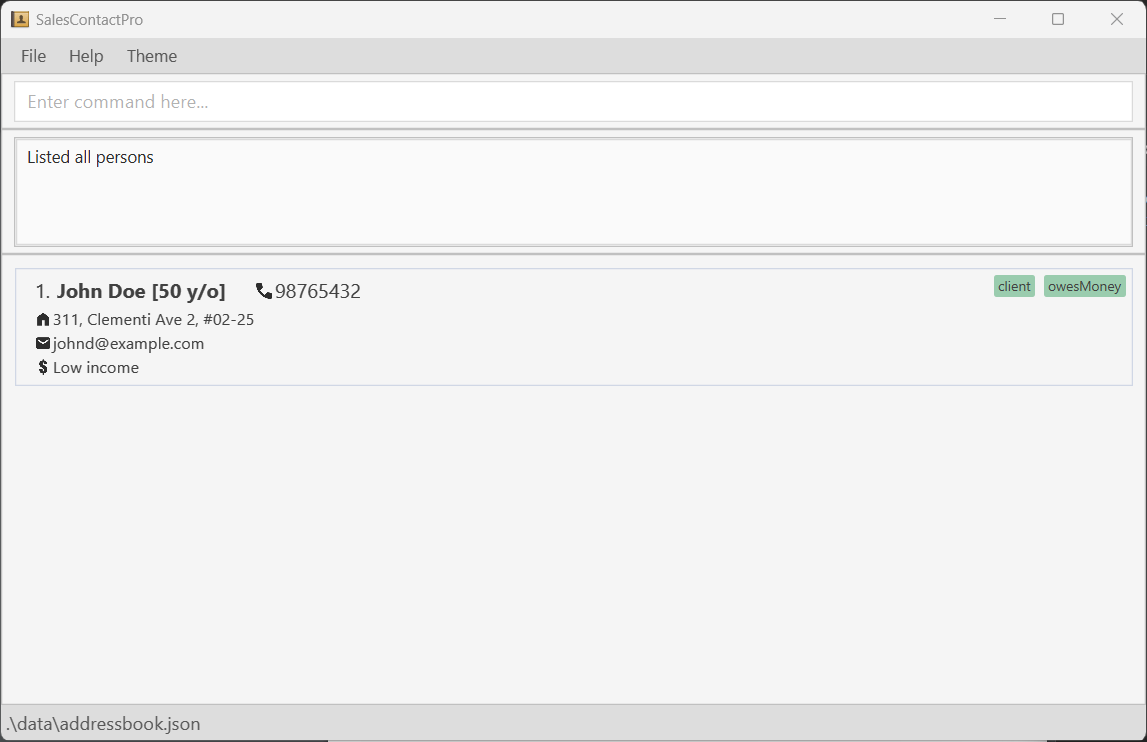 SalesContactPro
File Help Theme
Enter command here...
Listed all persons
1. John Doe [50 y/o] 98765432 client owesMoney
311, Clementi Ave 2, #02-25
johnd@example.com
$ Low income
.\data\addressbook.json